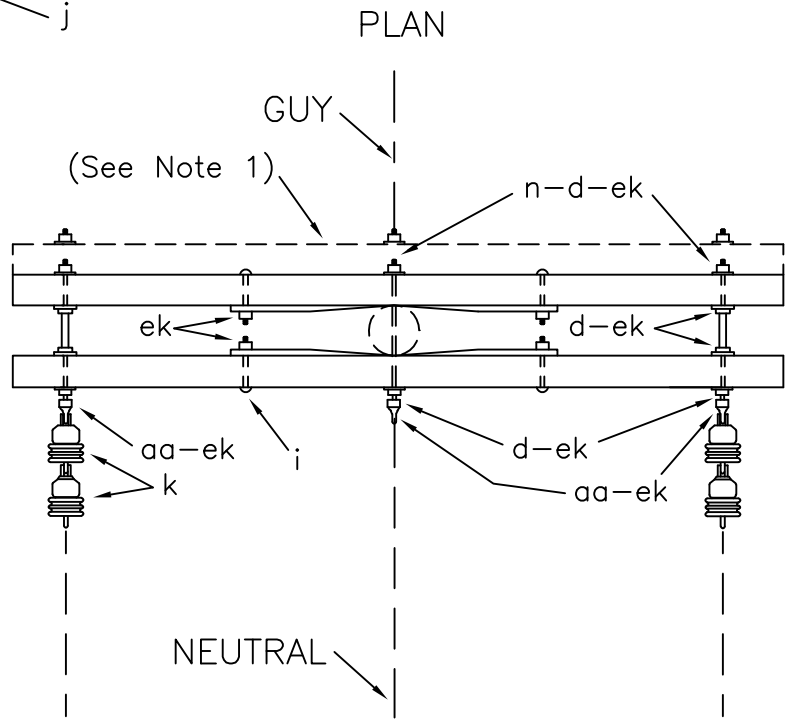 j
PLAN
GUY
(See Note 1)
n-d-ek
ek
d-ek
aa-ek
i
d-ek
k
aa-ek
NEUTRAL